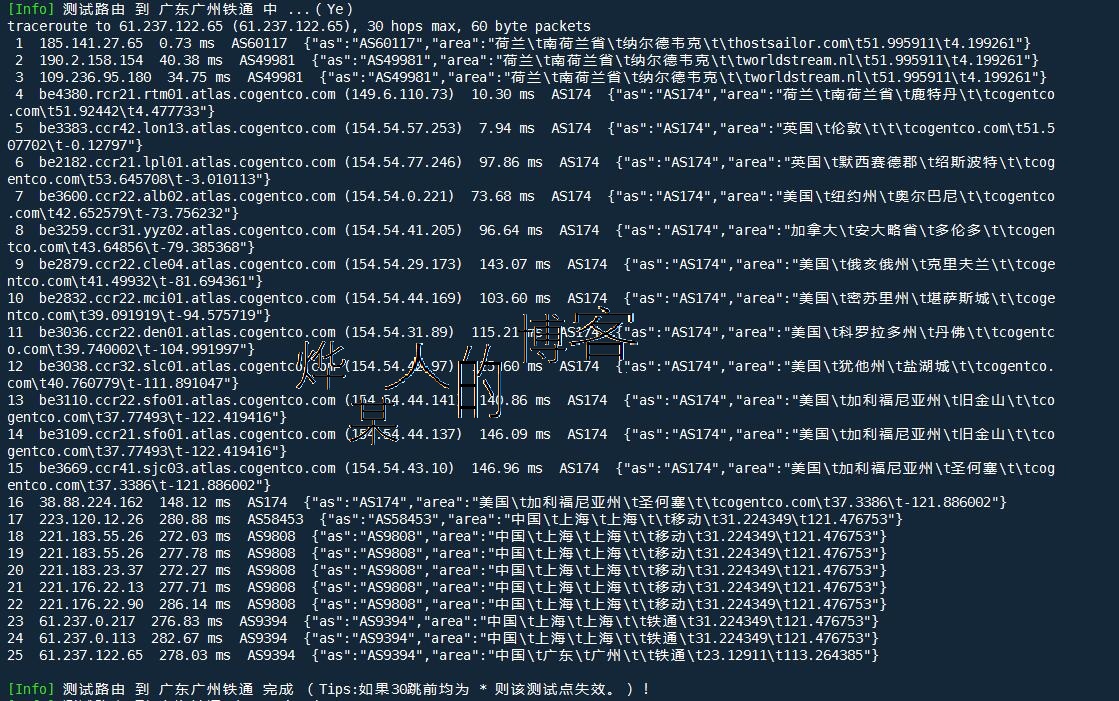 [Info] 测试路由 到 广东广州铁通 中 ...(Ye)
traceroute to 61.237.122.65 (61.237.122.65), 30 hops max, 60 byte packets
1 185.141.27.65 0.73 ms AS60117 {"as":"AS60117","area":"荷兰\t南荷兰省\t纳尔德韦克\t\thostsailor.com\t51.995911\t4.199261"}
2 190.2.158.154 40.38 ms AS49981 {"as":"AS49981","area":"荷兰\t南荷兰省\t纳尔德韦克\t\tworldstream.nl\t51.995911\t4.199261"}
3 109.236.95.180 34.75 ms AS49981 {"as":"AS49981","area":"荷兰\t南荷兰省\t纳尔德韦克\t\tworldstream.nl\t51.995911\t4.199261"}
4 be4380.rcr21.rtm01.atlas.cogentco.com (149.6.110.73) 10.30 ms AS174 {"as":"AS174","area":"荷兰\t南荷兰省\t鹿特丹\t\tcogentco
.com\t51.92442\t4.477733"}
5 be3383.ccr42.lon13.atlas.cogentco.com (154.54.57.253) 7.94 ms AS174 {"as":"AS174","area":"英国\t伦敦\t\t\tcogentco.com\t51.5
07702\t-0.12797"}
6 be2182.ccr21.lpl01.atlas.cogentco.com (154.54.77.246) 97.86 ms AS174 {"as":"AS174","area":"英国\t默西赛德郡\t绍斯波特\t\tcog
entco.com\t53.645708\t-3.010113"}
7 be3600.ccr22.alb02.atlas.cogentco.com (154.54.0.221) 73.68 ms AS174 {"as":"AS174","area":"美国\t纽约州\t奥尔巴尼\t\tcogentco
.com\t42.652579\t-73.756232"}
8 be3259.ccr31.yyz02.atlas.cogentco.com (154.54.41.205) 96.64 ms AS174 {"as":"AS174","area":"加拿大\t安大略省\t多伦多\t\tcogen
tco.com\t43.64856\t-79.385368"}
9 be2879.ccr22.cle04.atlas.cogentco.com (154.54.29.173) 143.07 ms AS174 {"as":"AS174","area":"美国\t俄亥俄州\t克里夫兰\t\tcoge
ntco.com\t41.49932\t-81.694361"}
10 be2832.ccr22.mci01.atlas.cogentco.com (154.54.44.169) 103.60 ms AS174 {"as":"AS174","area":"美国\t密苏里州\t堪萨斯城\t\tcoge
ntco.com\t39.091919\t-94.575719"}
11 be3036.ccr22.den01.atlas.cogentco.com (154.54.31.89) 115.21 {"as":"AS174","area":"美国\t科罗拉多州\t丹佛\t\tcogentc
o.com\t39.740002\t-104.991997"}
12 be3038.ccr32.slc01.atlas.cogentco.com .60 ms AS174 {"as":"AS174","area":"美国\t犹他州\t盐湖城\t\tcogentco.
com\t40.760779\t-111.891047"}
13 be3110.ccr22.sfo01.atlas.cogentco.com (154.54.44.141) 140.86 ms AS174 {"as":"AS174","area":"美国\t加利福尼亚州\t旧金山\t\tco
gentco.com\t37.77493\t-122.419416"}
14 be3109.ccr21.sfo01.atlas.cogentco.com (154.54.44.137) 146.09 ms AS174 {"as":"AS174","area":"美国\t加利福尼亚州\t旧金山\t\tco
gentco.com\t37.77493\t-122.419416"}
15 be3669.ccr41.sjc03.atlas.cogentco.com (154.54.43.10) 146.96 ms AS174 {"as":"AS174","area":"美国\t加利福尼亚州\t圣何塞\t\tcog
entco.com\t37.3386\t-121.886002"}
16 38.88.224.162 148.12 ms AS174 {"as":"AS174","area":"美国\t加利福尼亚州\t圣何塞\t\tcogentco.com\t37.3386\t-121.886002"}
17 223.120.12.26 280.88 ms AS58453 {"as":"AS58453","area":"中国\t上海\t上海\t\t移动\t31.224349\t121.476753"}
18 221.183.55.26 272.03 ms AS9808 {"as":"AS9808","area":"中国\t上海\t上海\t\t移动\t31.224349\t121.476753"}
19 221.183.55.26 277.78 ms AS9808 {"as":"AS9808","area":"中国\t上海\t上海\t\t移动\t31.224349\t121.476753"}
20 221.183.23.37 272.27 ms AS9808 {"as":"AS9808","area":"中国\t上海\t上海\t\t移动\t31.224349\t121.476753"}
21 221.176.22.13 277.71 ms AS9808 {"as":"AS9808","area":"中国\t上海\t上海\t\t移动\t31.224349\t121.476753"}
22 221.176.22.90 286.14 ms AS9808 {"as":"AS9808","area":"中国\t上海\t上海\t\t移动\t31.224349\t121.476753"}
23 61.237.0.217 276.83 ms AS9394 {"as":"AS9394","area":"中国\t上海\t上海\t\t铁通\t31.224349\t121.476753"}
24 61.237.0.113 282.67 ms AS9394 {"as":"AS9394","area":"中国\t上海\t上海\t\t铁通\t31.224349\t121.476753"}
25 61.237.122.65 278.03 ms AS9394 {"as":"AS9394","area":"中国\t广东\t广州\t\t铁通\t23.12911\t113.264385"}
烨杲人的博客
[Info] 测试路由 到 广东广州铁通 完成 (Tips:如果30跳前均为 * 则该测试点失效。)!